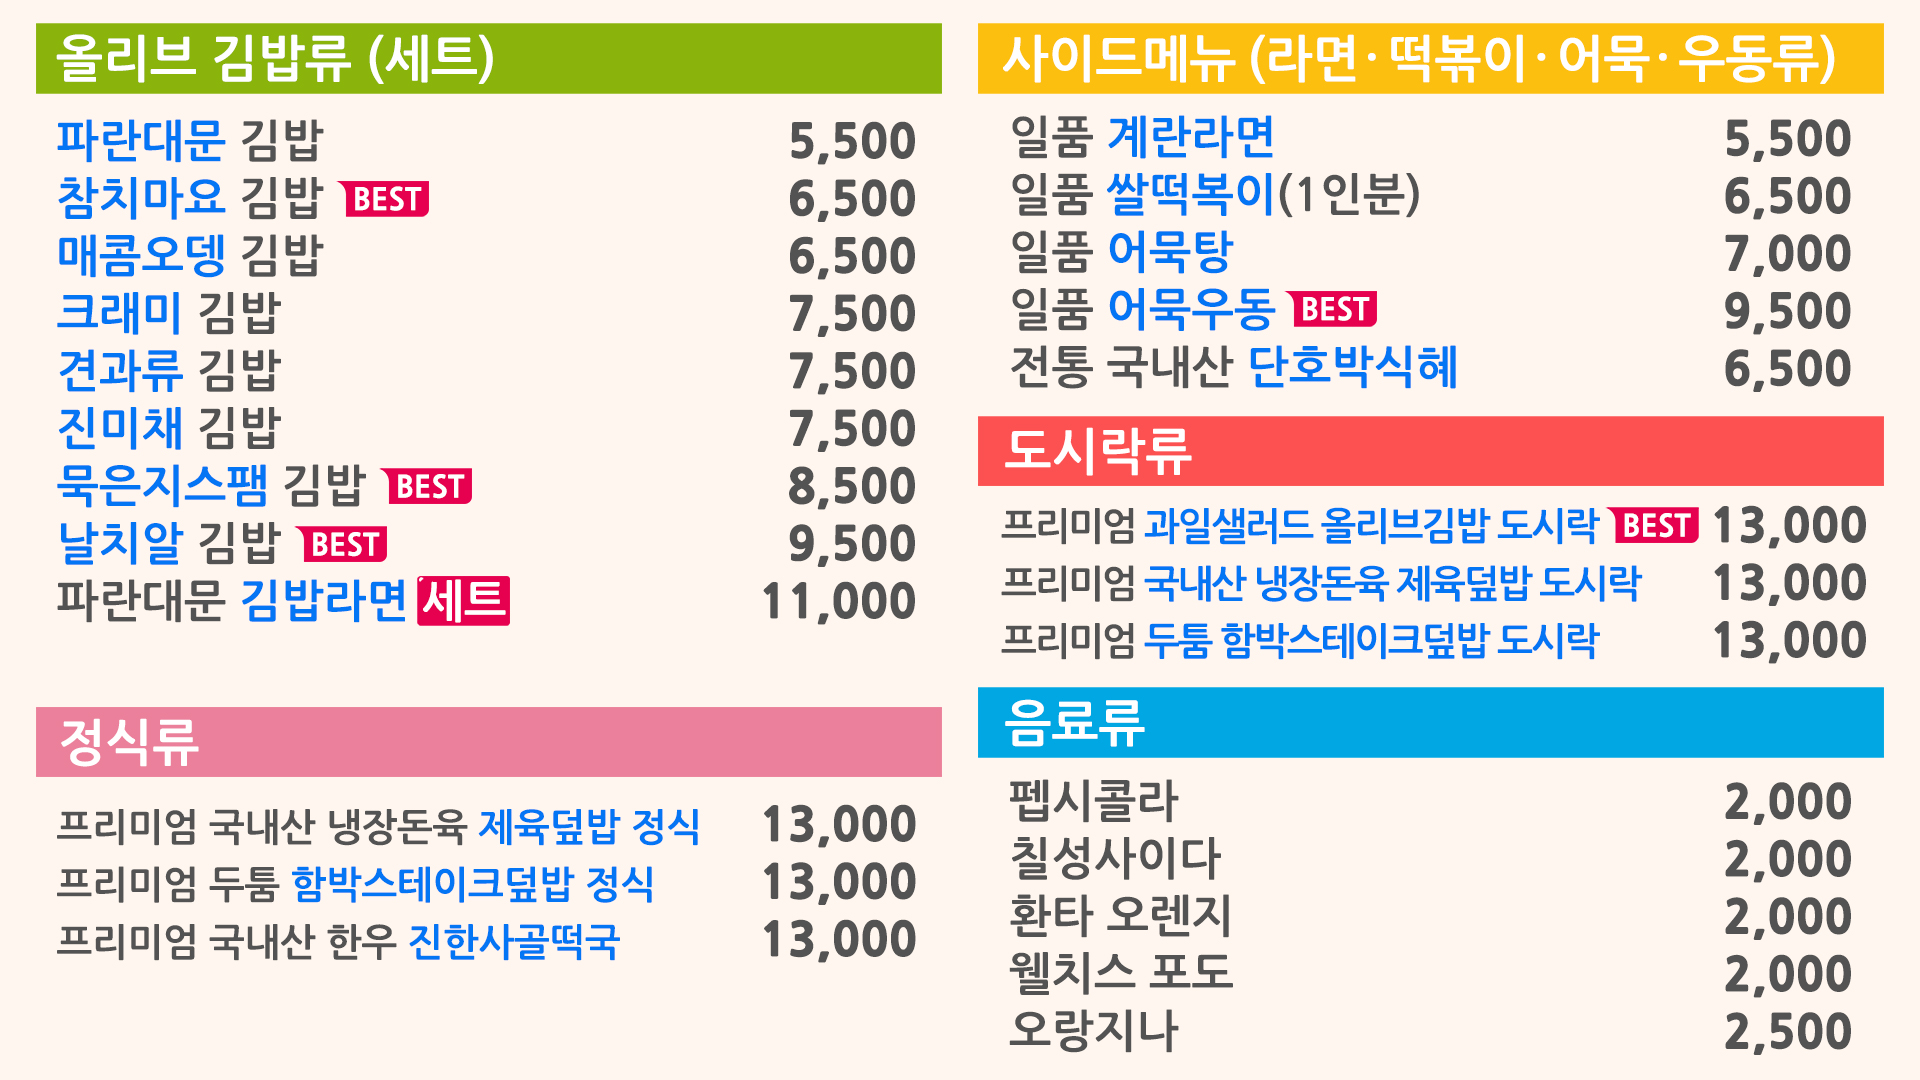 올리브 김밥류 (세트)
파란대문 김밥 5,500
참치마요 김밥 BEST 6,500
매콤오뎅 김밥 6,500
크래미 김밥 7,500
견과류 김밥 7,500
진미채 김밥 7,500
묵은지스팸 김밥 BEST 8,500
날치알 김밥 BEST 9,500
파란대문 김밥라면 세트 11,000
정식류
프리미엄 국내산 냉장돈육 제육덮밥 정식 13,000
프리미엄 두툼 함박스테이크덮밥 정식 13,000
프리미엄 국내산 한우 진한사골떡국 13,000
사이드메뉴 (라면·떡볶이·어묵·우동류)
일품 계란라면 5,500
일품 쌀떡복이(1인분) 6,500
일품 어묵탕 7,000
일품 어묵우동 BEST 9,500
전통 국내산 단호박식혜 6,500
도시락류
프리미엄 과일샐러드 올리브김밥 도시락 BEST 13,000
프리미엄 국내산 냉장돈육 제육덮밥 도시락 13,000
프리미엄 두툼 함박스테이크덮밥 도시락 13,000
음료류
펩시콜라 2,000
칠성사이다 2,000
환타 오렌지 2,000
웰치스 포도 2,000
오랑지나 2,500